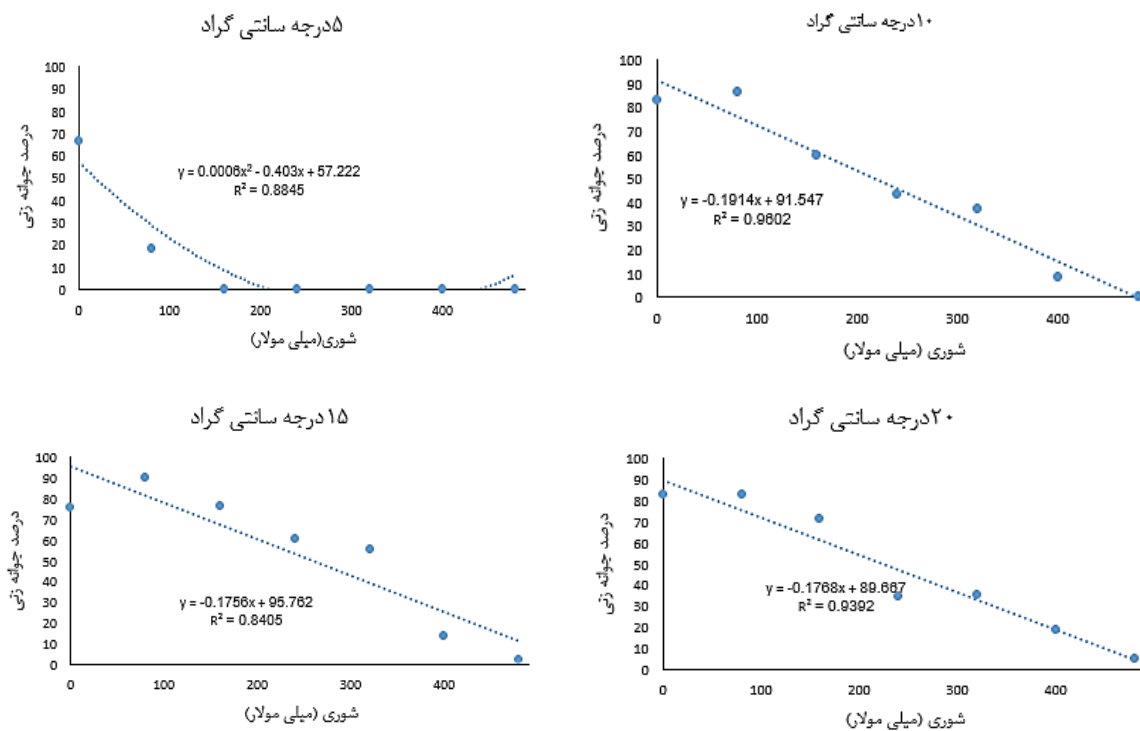 ۵درجه سانتی گراد
درصد جوانه زنی
100
90
80
70
60
50
40
30
20
10
0
y = 0.0006x² - 0.403x + 57.222
R² = 0.8845
0 100 200 300 400
شوری(میلی مولار)
۱۰درجه سانتی گراد
درصد جوانه زنی
100
90
80
70
60
50
40
30
20
10
0
y = -0.1914x + 91.547
R² = 0.9602
0 100 200 300 400
شوری (میلی مولار)
۱۵درجه سانتی گراد
درصد جوانه زنی
100
90
80
70
60
50
40
30
20
10
0
y = -0.1756x + 95.762
R² = 0.8405
0 100 200 300 400
شوری (میلی مولار)
۲۰درجه سانتی گراد
درصد جوانه زنی
100
90
80
70
60
50
40
30
20
10
0
y = -0.1768x + 89.667
R² = 0.9392
0 100 200 300 400
شوری (میلی مولار)